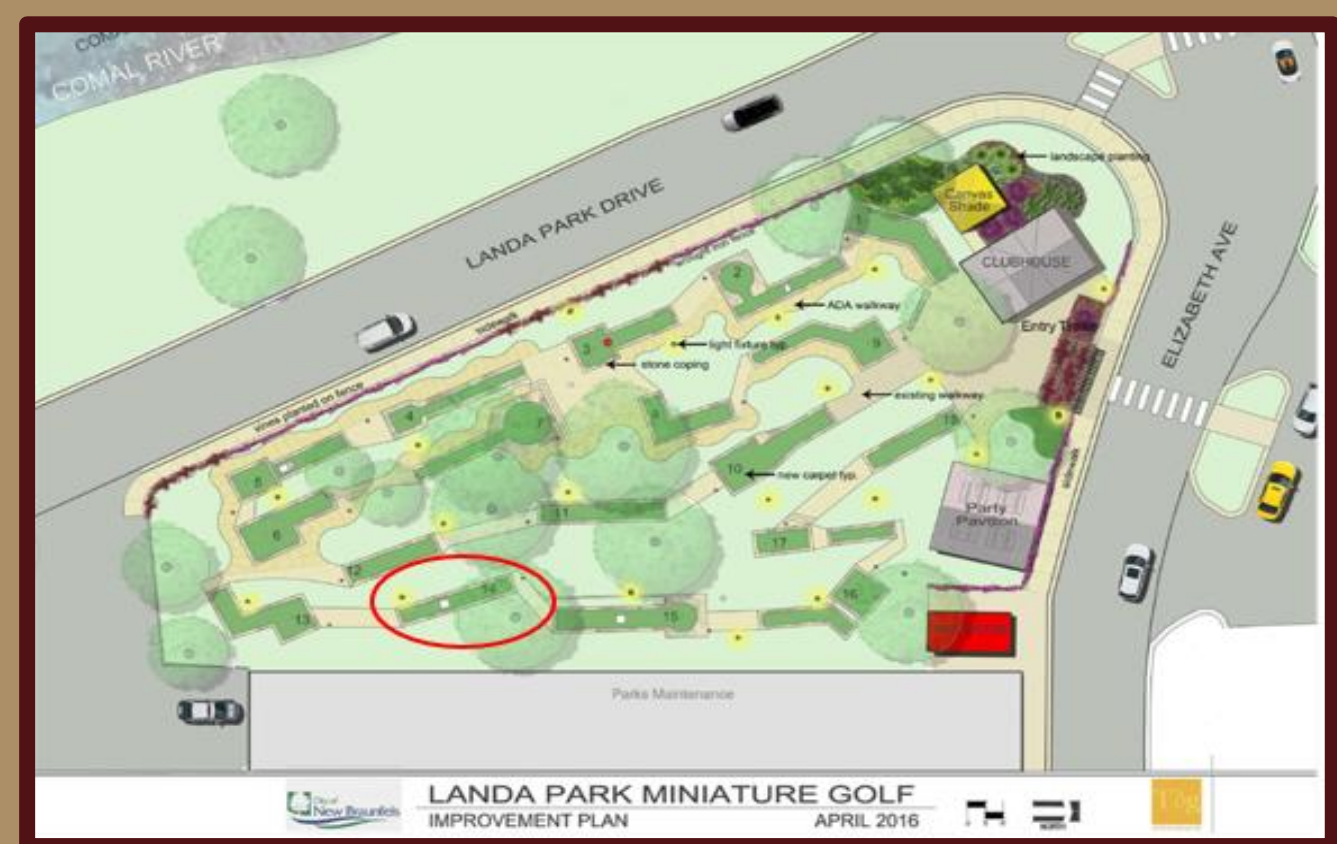 COMAL RIVER
LANDA PARK DRIVE
ELIZABETH AVE
landscape planting
Canvas
Shade
CLUBHOUSE
1
2
ADA walkway
sidewalk
3
light fixture typ.
stone coping
9
Entry
existing walkway
vines planted on fence
4
7
8
5
10
new carpet typ.
18
sidewalk
11
6
Party
Pavilion
17
12
14
16
13
15
Parks Maintenance
City of
New Braunfels
LANDA PARK MINIATURE GOLF
IMPROVEMENT PLAN
APRIL 2016
Tbg